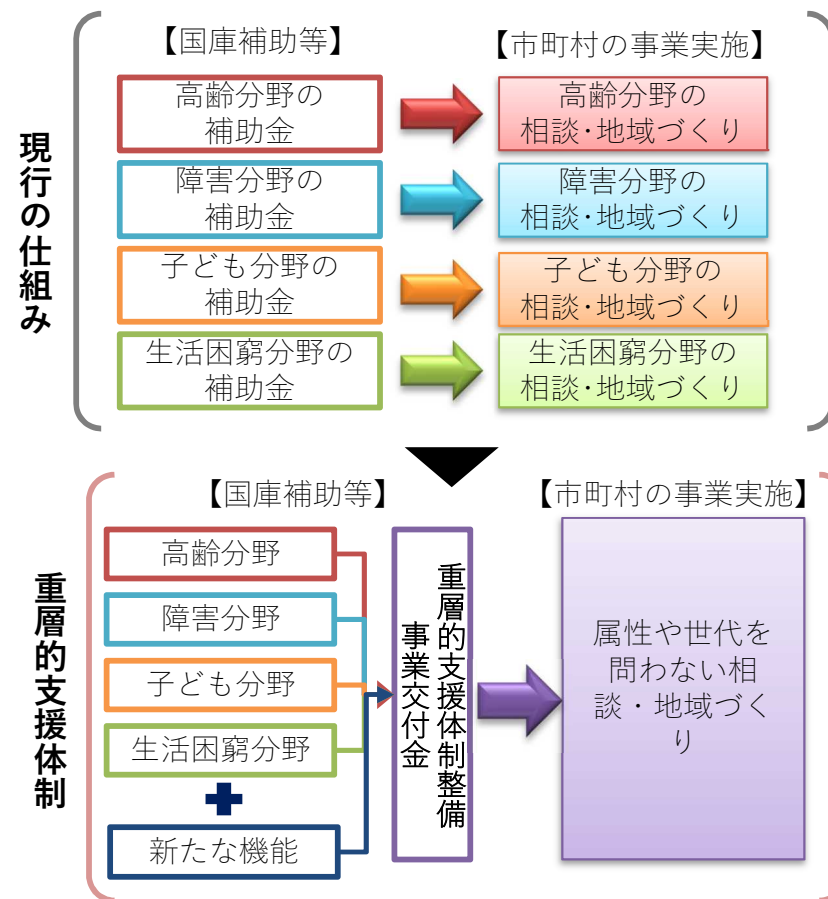 現行の仕組み
【国庫補助等】
【市町村の事業実施】
高齢分野の
補助金
高齢分野の
相談･地域づくり
障害分野の
補助金
障害分野の
相談･地域づくり
子ども分野の
補助金
子ども分野の
相談･地域づくり
生活困窮分野の
補助金
生活困窮分野の
相談･地域づくり
重層的支援体制
【国庫補助等】
【市町村の事業実施】
高齢分野
障害分野
子ども分野
生活困窮分野
新たな機能
重層的支援体制整備
事業交付金
属性や世代を
問わない相
談・地域づく
り